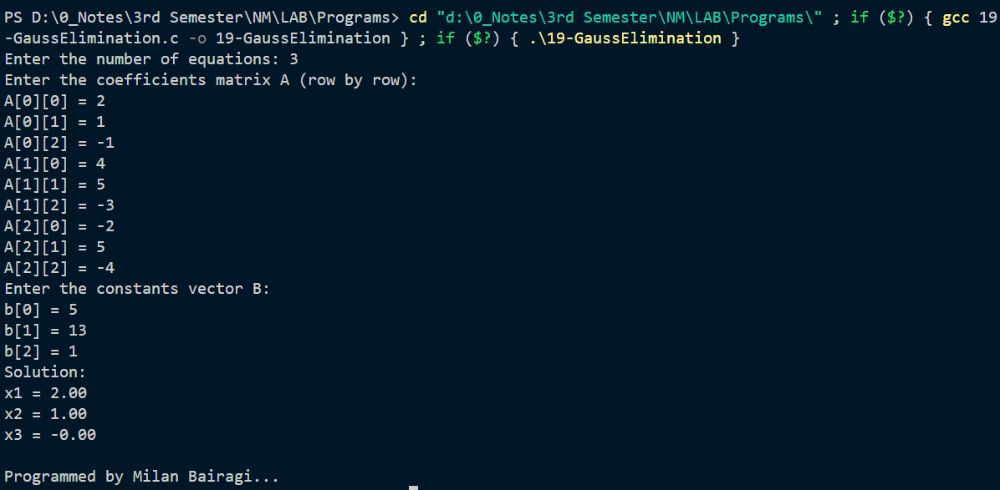 PS D:\0_Notes\3rd Semester\NM\LAB\Programs> cd "d:\0_Notes\3rd Semester\NM\LAB\Programs\" ; if ($?) { gcc 19
-GaussElimination.c -o 19-GaussElimination } ; if ($?) { .\19-GaussElimination }
Enter the number of equations: 3
Enter the coefficients matrix A (row by row):
A[0][0] = 2
A[0][1] = 1
A[0][2] = -1
A[1][0] = 4
A[1][1] = 5
A[1][2] = -3
A[2][0] = -2
A[2][1] = 5
A[2][2] = -4
Enter the constants vector B:
b[0] = 5
b[1] = 13
b[2] = 1
Solution:
x1 = 2.00
x2 = 1.00
x3 = -0.00
Programmed by Milan Bairagi...